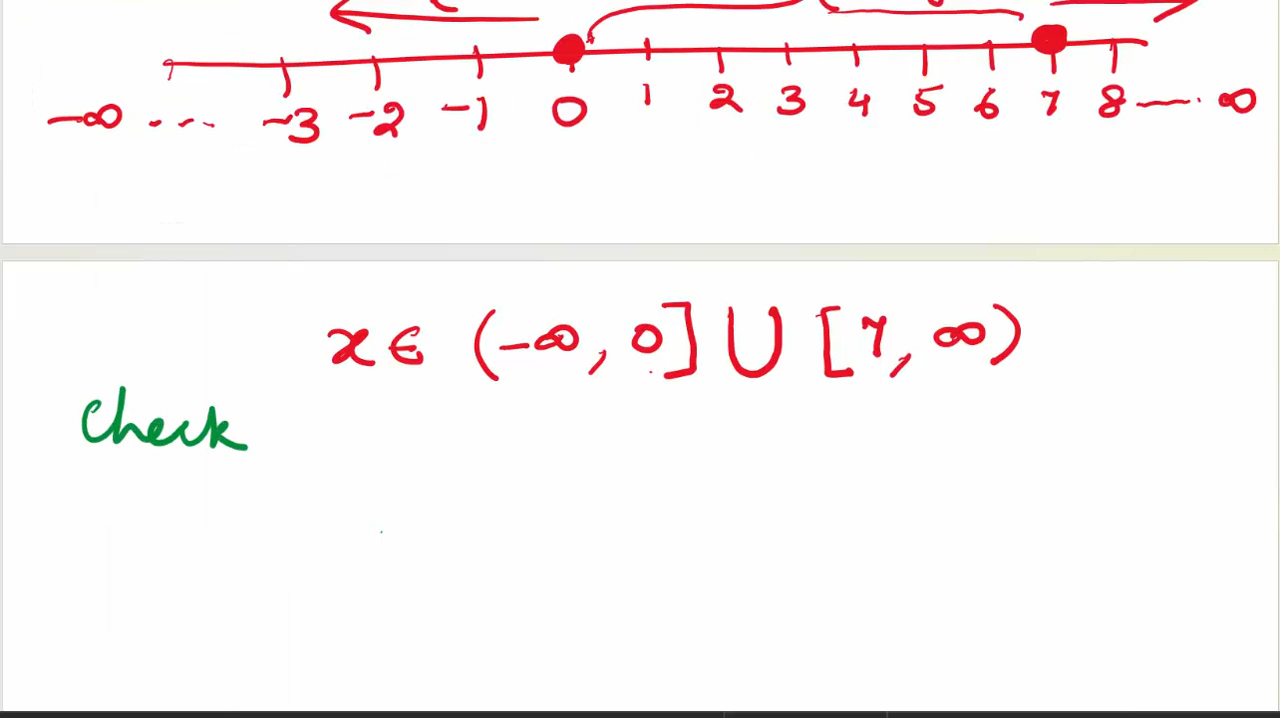 -∞ ... -3 -2 -1 0 1 2 3 4 5 6 7 8 —— ∞
x ∈ (-∞, 0] ∪ [7, ∞)
Check